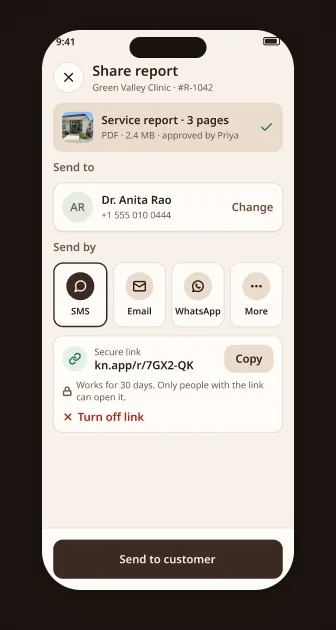 9:41
Share report
Green Valley Clinic · #R-1042
Service report · 3 pages
PDF · 2.4 MB · approved by Priya
Send to
AR
Dr. Anita Rao
+1 555 010 0444
Change
Send by
SMS
Email
WhatsApp
More
Secure link
kn.app/r/7GX2-QK
Copy
Works for 30 days. Only people with the link
can open it.
Turn off link
Send to customer